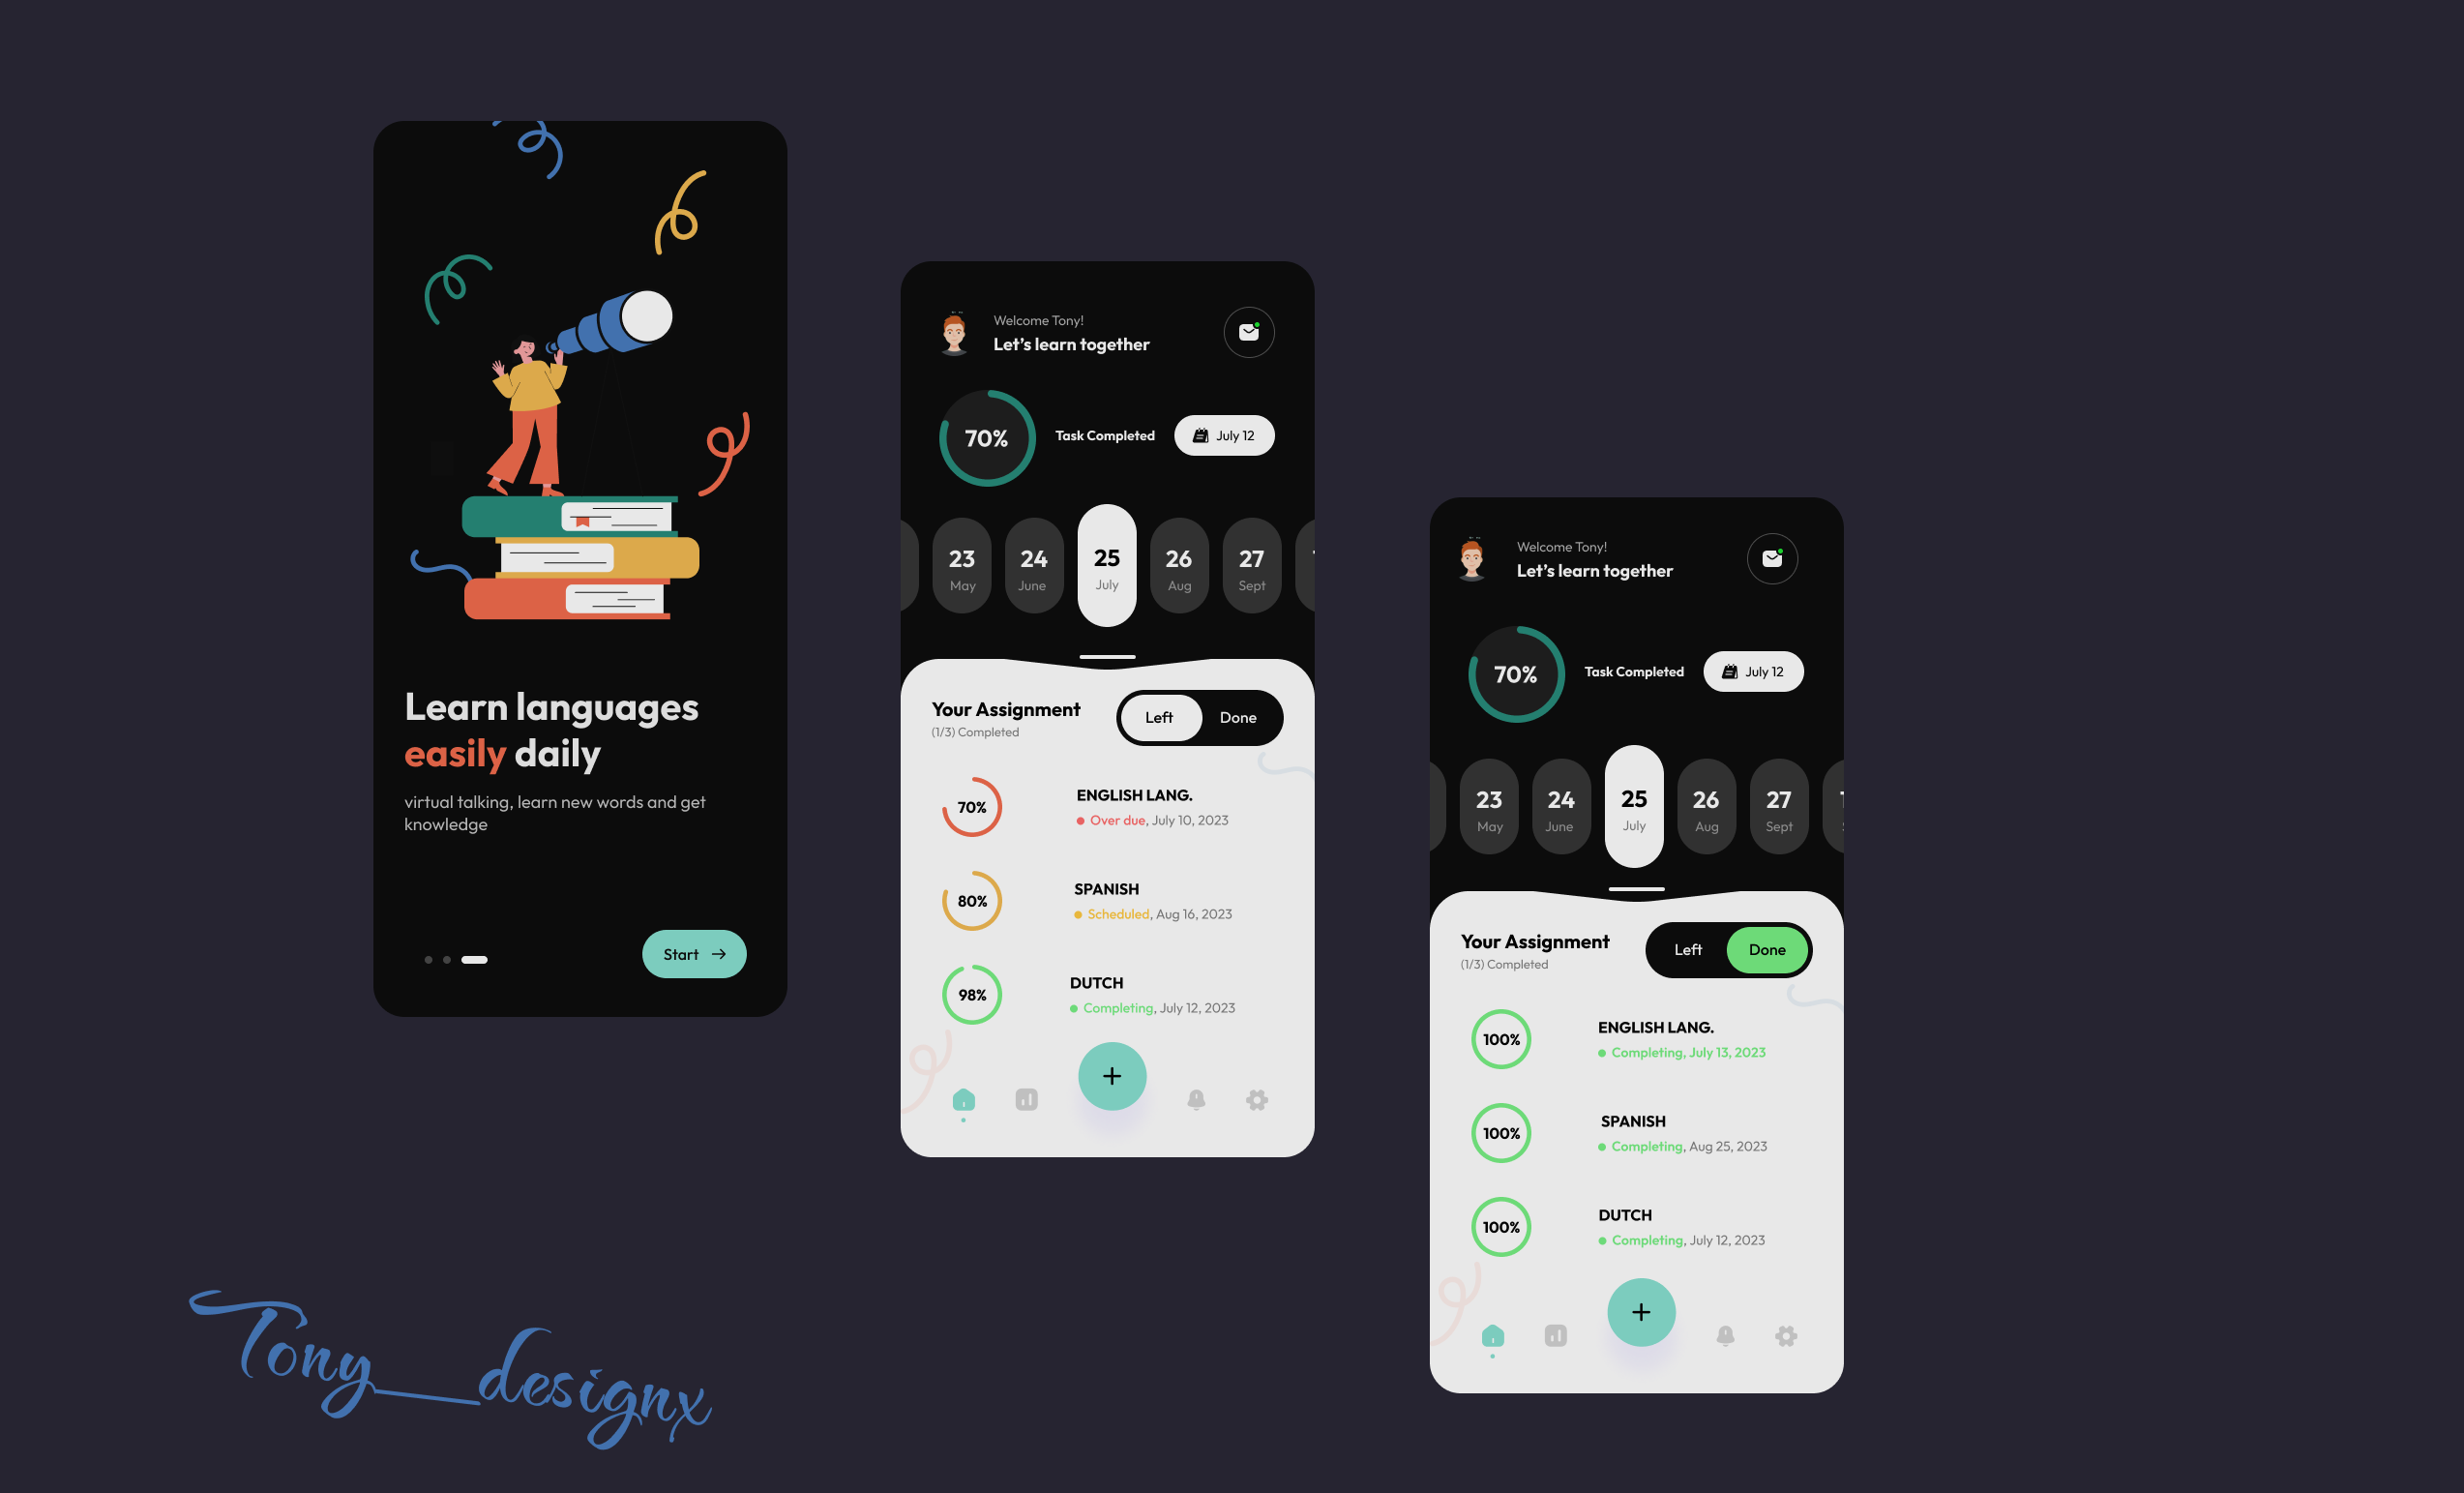 Learn languages
easily daily
virtual talking, learn new words and get
knowledge
Start
Welcome Tony!
Let's learn together
70%
Task Completed
July 12
23
May
24
June
25
July
26
Aug
27
Sept
Your Assignment
(1/3) Completed
Left
Done
70%
ENGLISH LANG.
Over due, July 10, 2023
80%
SPANISH
Scheduled, Aug 16, 2023
98%
DUTCH
Completing, July 12, 2023
Welcome Tony!
Let's learn together
70%
Task Completed
July 12
23
May
24
June
25
July
26
Aug
27
Sept
Your Assignment
(1/3) Completed
Left
Done
100%
ENGLISH LANG.
Completing, July 13, 2023
100%
SPANISH
Completing, Aug 25, 2023
100%
DUTCH
Completing, July 12, 2023
Tony__designx